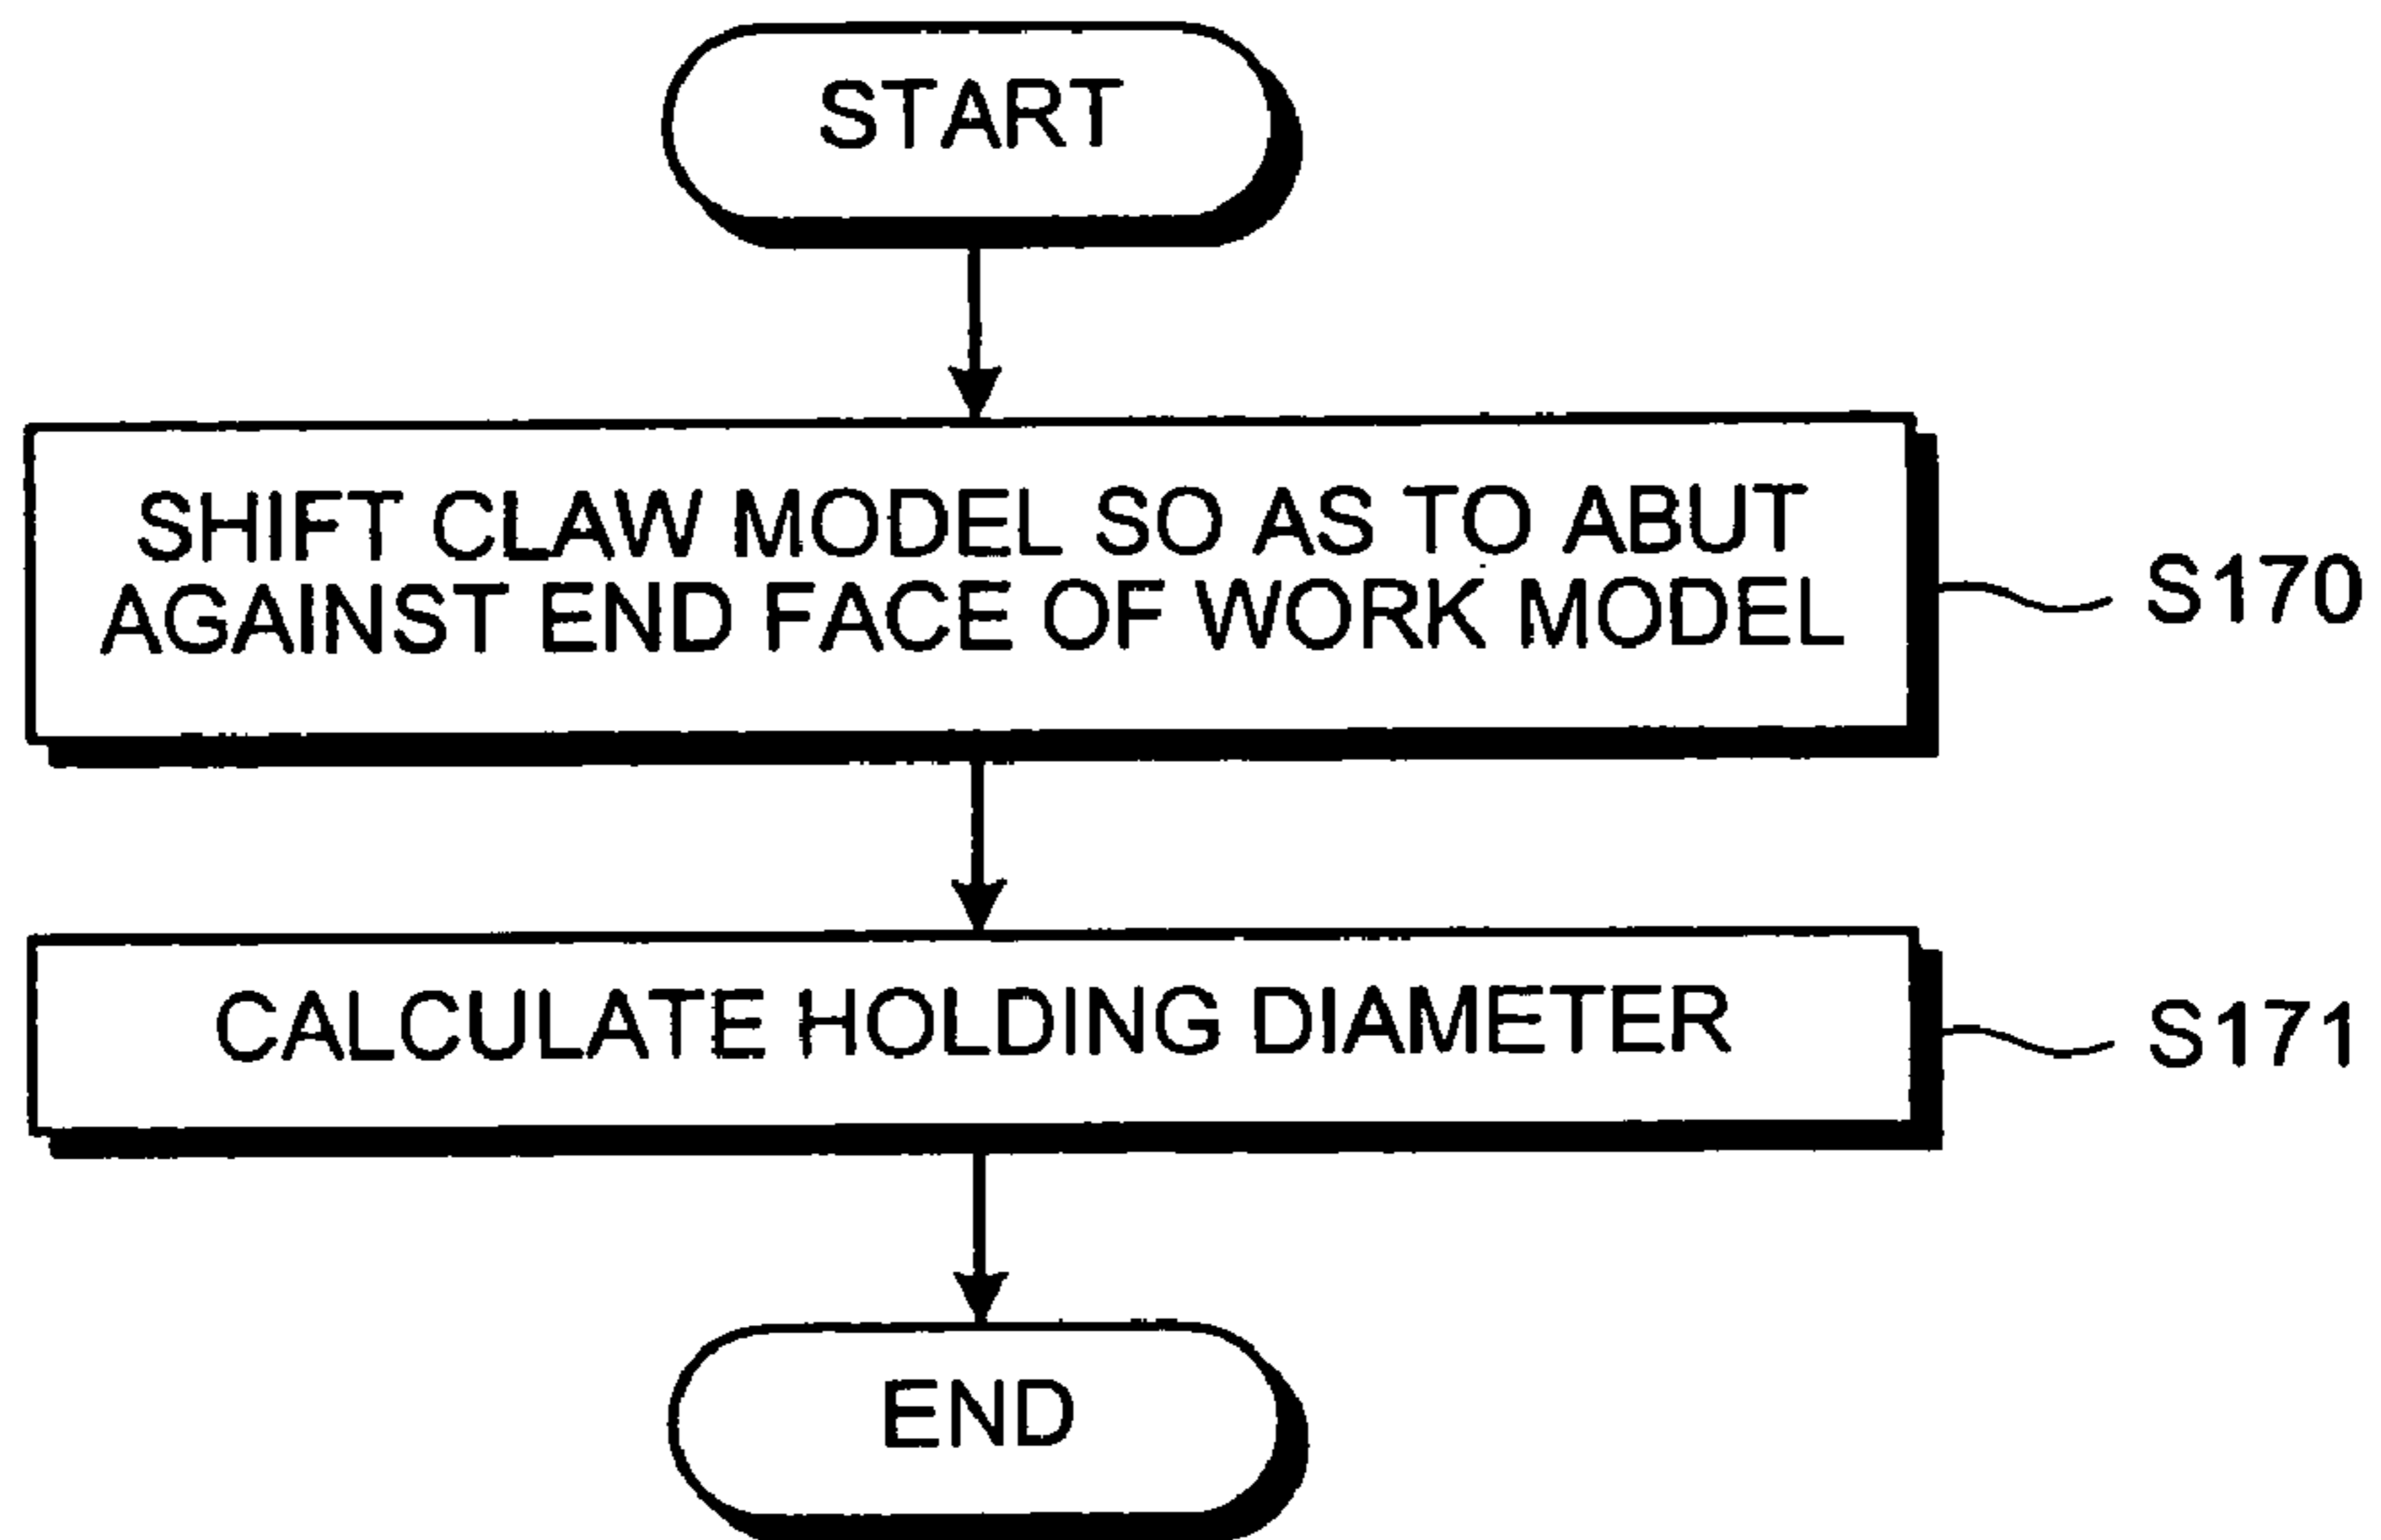 START
SHIFT CLAW MODEL SO AS TO ABUT
AGAINST END FACE OF WORK MODEL
S170
CALCULATE HOLDING DIAMETER
S171
END